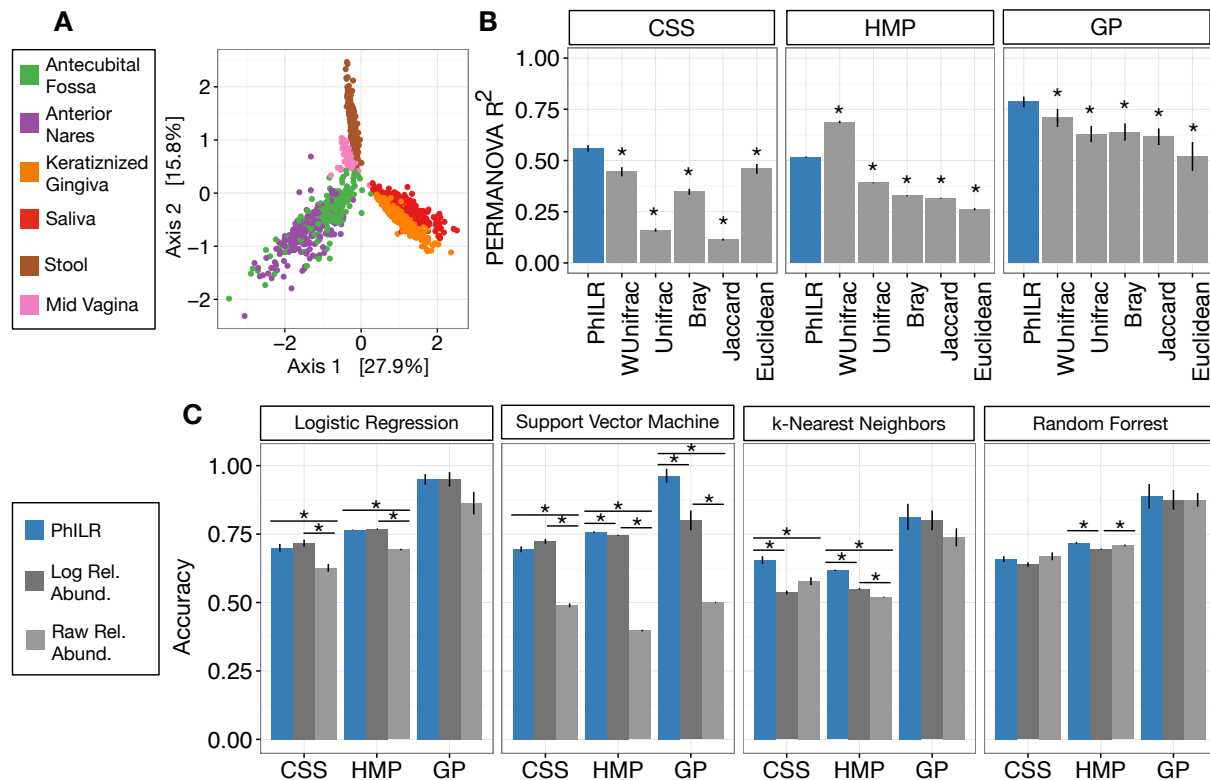 A
Antecubital
Fossa
Anterior
Nares
Keratiznized
Gingiva
Saliva
Stool
Mid Vagina
Axis 2 [15.8%]
2
1
0
−1
−2
−2
0
2
Axis 1 [27.9%]
B
CSS
HMP
GP
PERMANOVA R2
1.00
0.75
0.50
0.25
0.00
* * * * *
* * * * *
* * * * *
PhILR
WUnifrac
Unifrac
Bray
Jaccard
Euclidean
PhILR
WUnifrac
Unifrac
Bray
Jaccard
Euclidean
PhILR
WUnifrac
Unifrac
Bray
Jaccard
Euclidean
C
PhILR
Log Rel.
Abund.
Raw Rel.
Abund.
Logistic Regression
Support Vector Machine
k-Nearest Neighbors
Random Forrest
Accuracy
1.00
0.75
0.50
0.25
0.00
* * * *
* * * * * * * *
* * * * *
* *
CSS HMP GP
CSS HMP GP
CSS HMP GP
CSS HMP GP